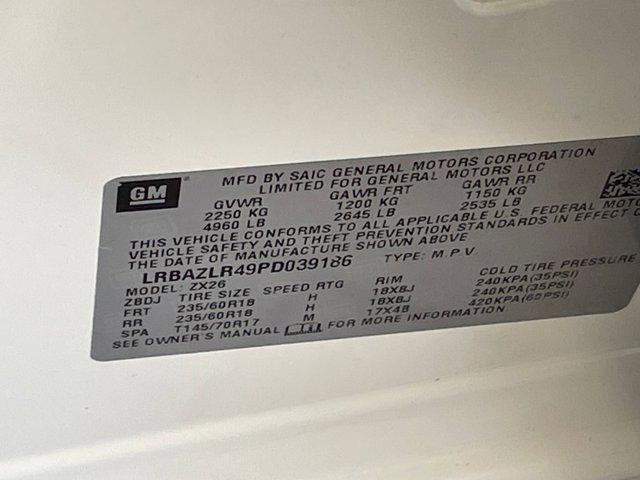 GM
MFD BY SAIC GENERAL MOTORS CORPORATION
LIMITED FOR GENERAL MOTORS LLC
GVWR GAWR FRT GAWR RR
2250 KG 1200 KG 1150 KG
4960 LB 2645 LB 2535 LB
THIS VEHICLE CONFORMS TO ALL APPLICABLE U.S. FEDERAL MOTO
VEHICLE SAFETY AND THEFT PREVENTION STANDARDS IN EFFECT O
THE DATE OF MANUFACTURE SHOWN ABOVE
LRBAZLR49PD039186 TYPE: M.P.V.
MODEL: ZX26
ZBDJ TIRE SIZE SPEED RTG RIM COLD TIRE PRESSURE
FRT 235/60R18 H 18X8J 240KPA(35PSI)
RR 235/60R18 H 18X8J 240KPA(35PSI)
SPA T145/70R17 M 17X4B 420KPA(60PSI)
SEE OWNER'S MANUAL FOR MORE INFORMATION